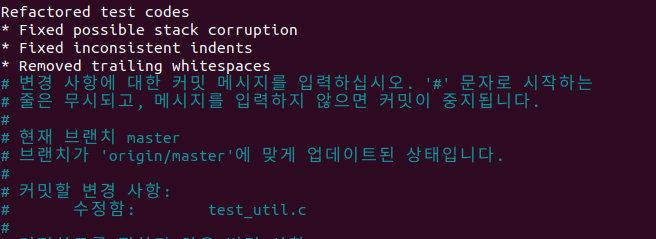 Refactored test codes
* Fixed possible stack corruption
* Fixed inconsistent indents
* Removed trailing whitespaces
# 변경 사항에 대한 커밋 메시지를 입력하십시오. '#' 문자로 시작하는
# 줄은 무시되고, 메시지를 입력하지 않으면 커밋이 중지됩니다.
#
# 현재 브랜치 master
# 브랜치가 'origin/master'에 맞게 업데이트된 상태입니다.
#
# 커밋할 변경 사항:
#	수정함:        test_util.c
#